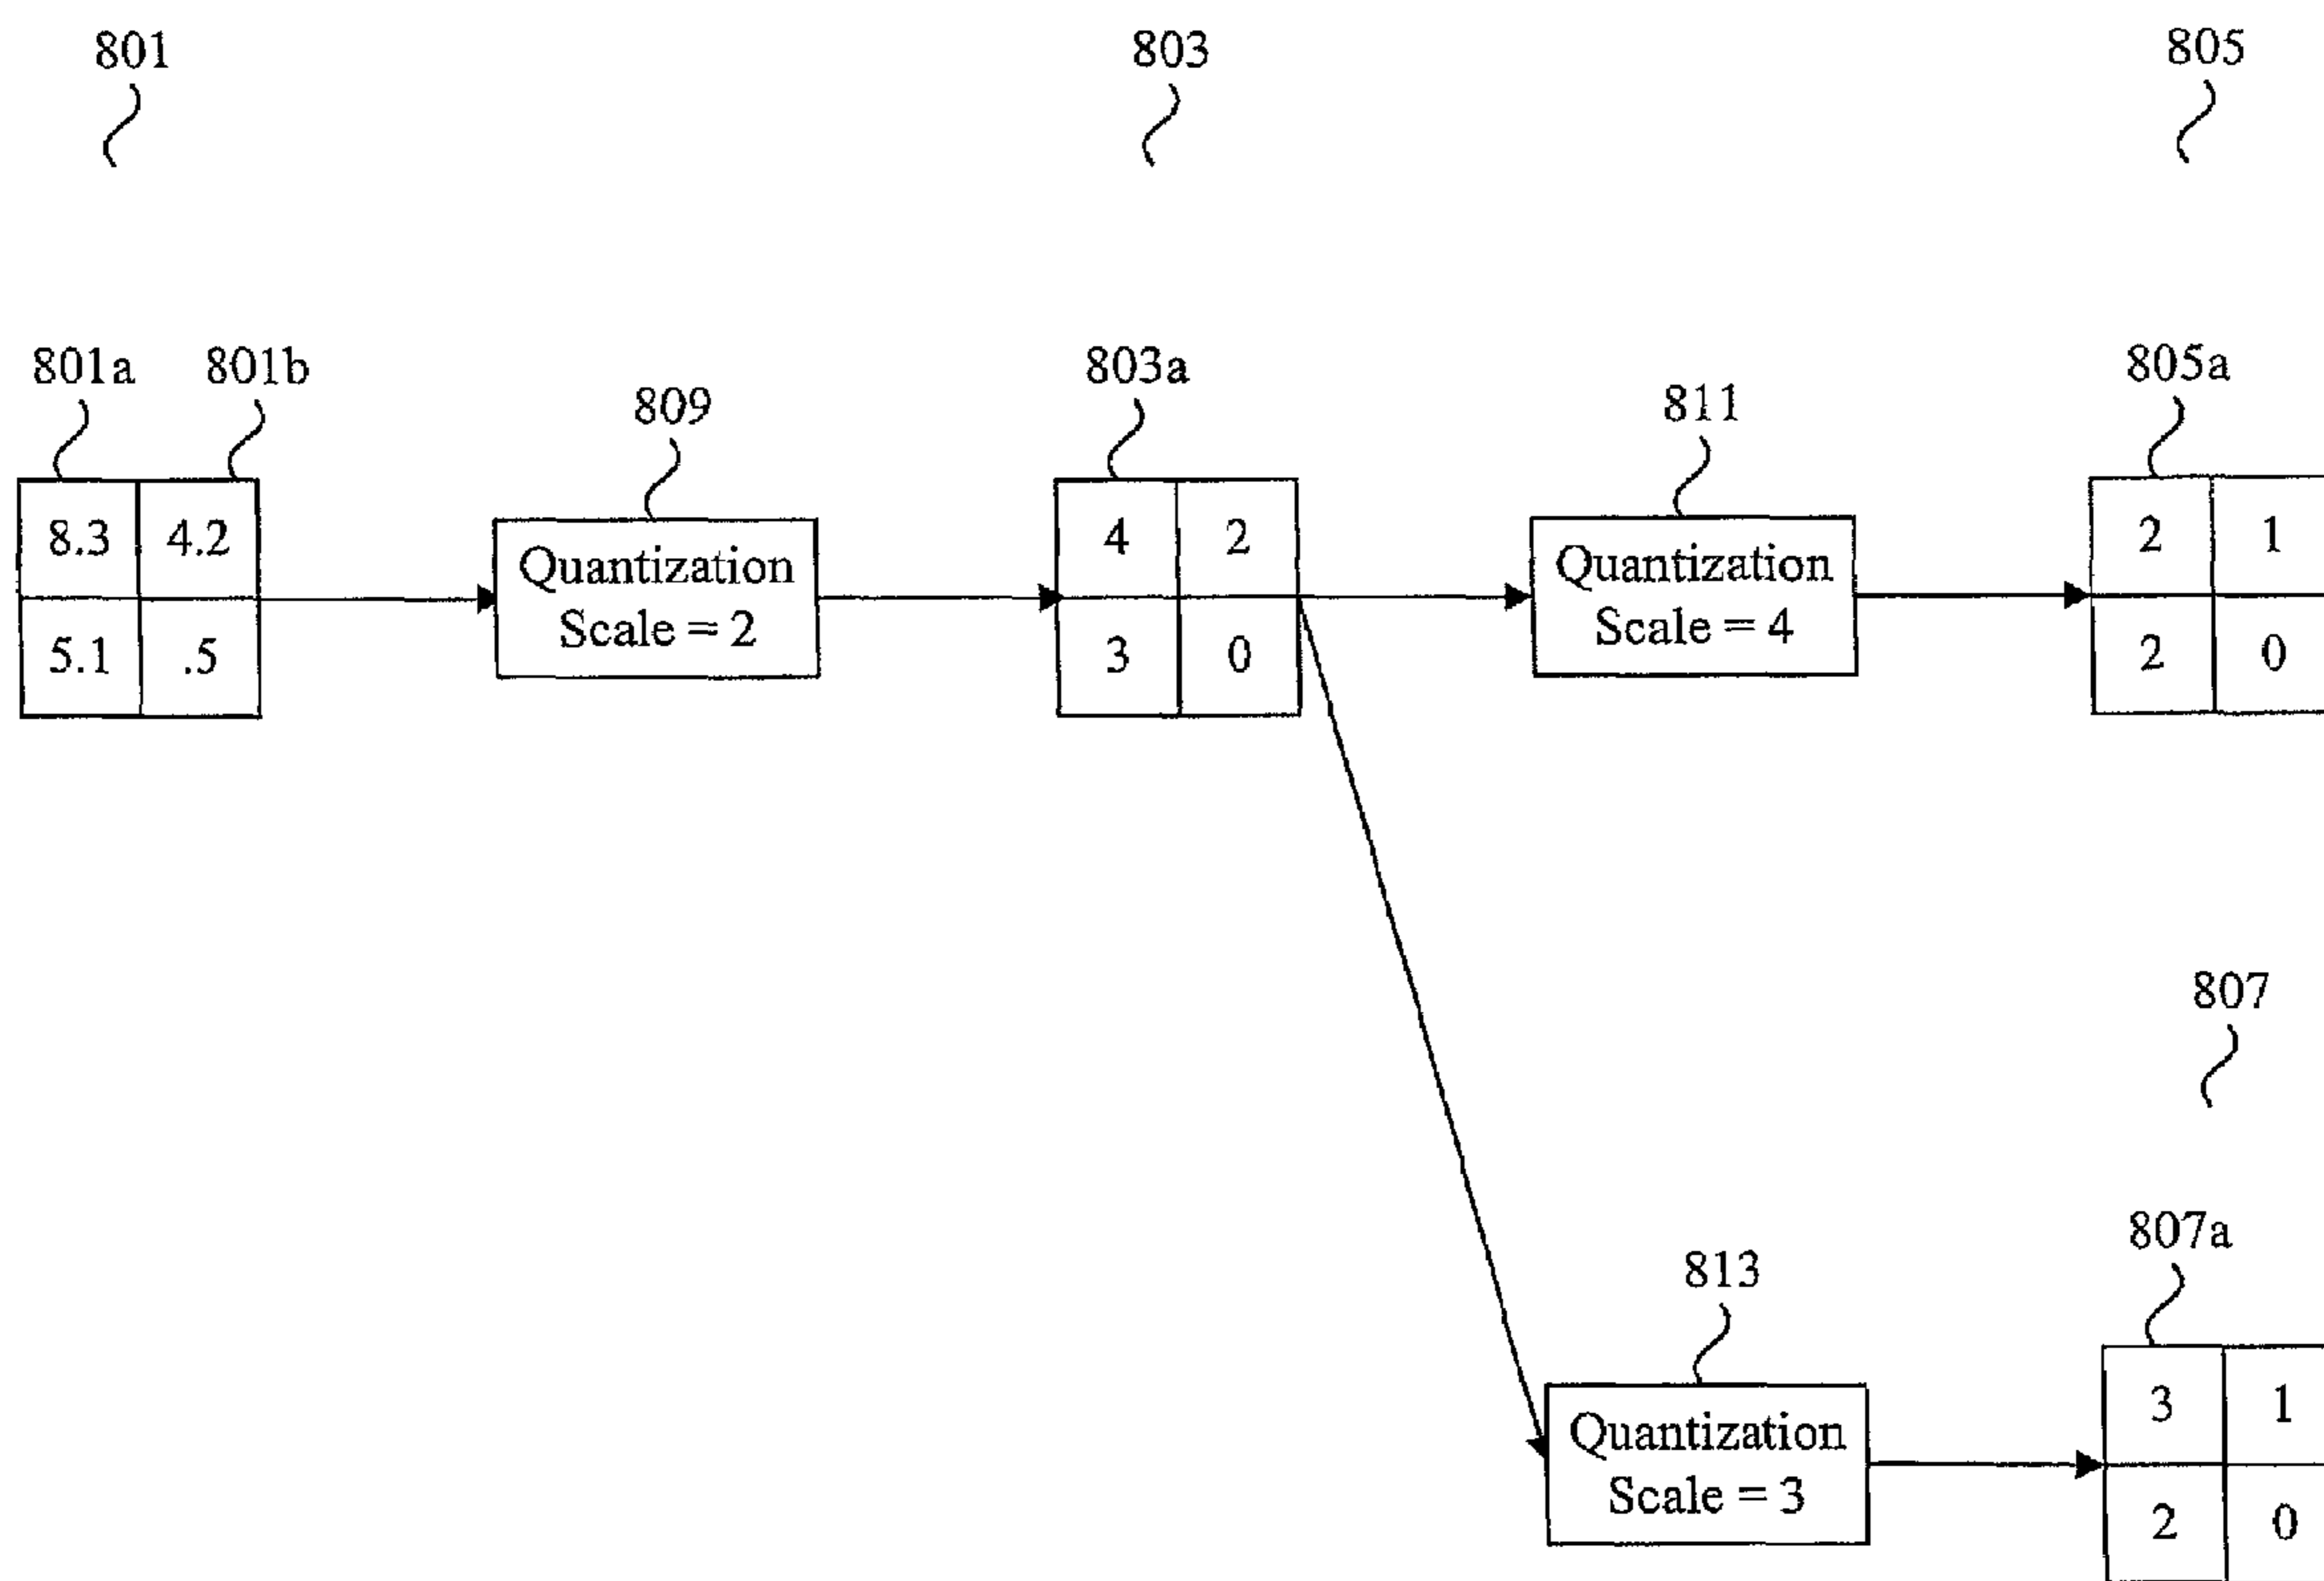 801
803
805
801a
801b
809
803a
811
805a
8.3
4.2
5.1
.5
Quantization
Scale = 2
4
2
3
0
Quantization
Scale = 4
2
1
2
0
807
813
807a
Quantization
Scale = 3
3
1
2
0